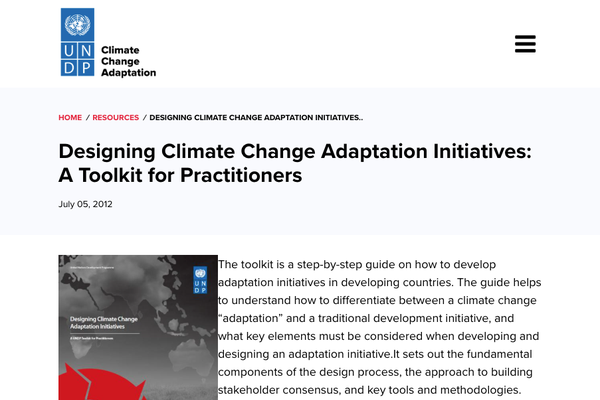 U N
D P
Climate
Change
Adaptation
HOME / RESOURCES / DESIGNING CLIMATE CHANGE ADAPTATION INITIATIVES..
Designing Climate Change Adaptation Initiatives:
A Toolkit for Practitioners
July 05, 2012
U N
D P
Designing Climate Change
Adaptation Initiatives
The toolkit is a step-by-step guide on how to develop
adaptation initiatives in developing countries. The guide helps
to understand how to differentiate between a climate change
“adaptation” and a traditional development initiative, and
what key elements must be considered when developing and
designing an adaptation initiative.It sets out the fundamental
components of the design process, the approach to building
stakeholder consensus, and key tools and methodologies.